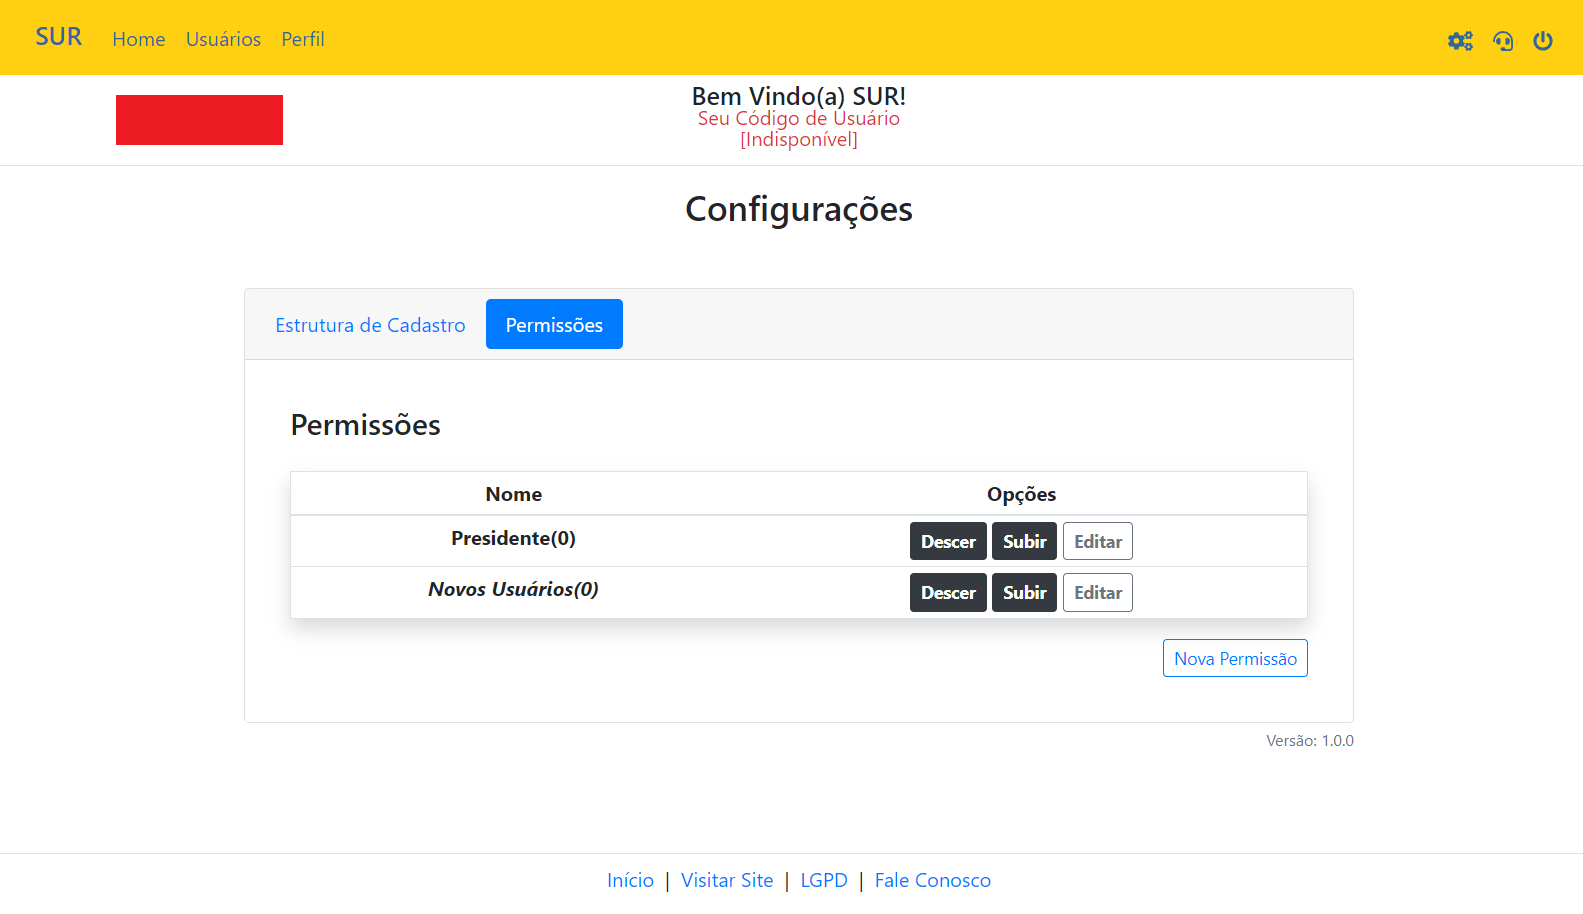 SUR Home Usuários Perfil
Bem Vindo(a) SUR!
Seu Código de Usuário
[Indisponível]
Configurações
Estrutura de Cadastro Permissões
Permissões
Nome Opções
Presidente(0) Descer Subir Editar
Novos Usuários(0) Descer Subir Editar
Nova Permissão
Versão: 1.0.0
Início | Visitar Site | LGPD | Fale Conosco